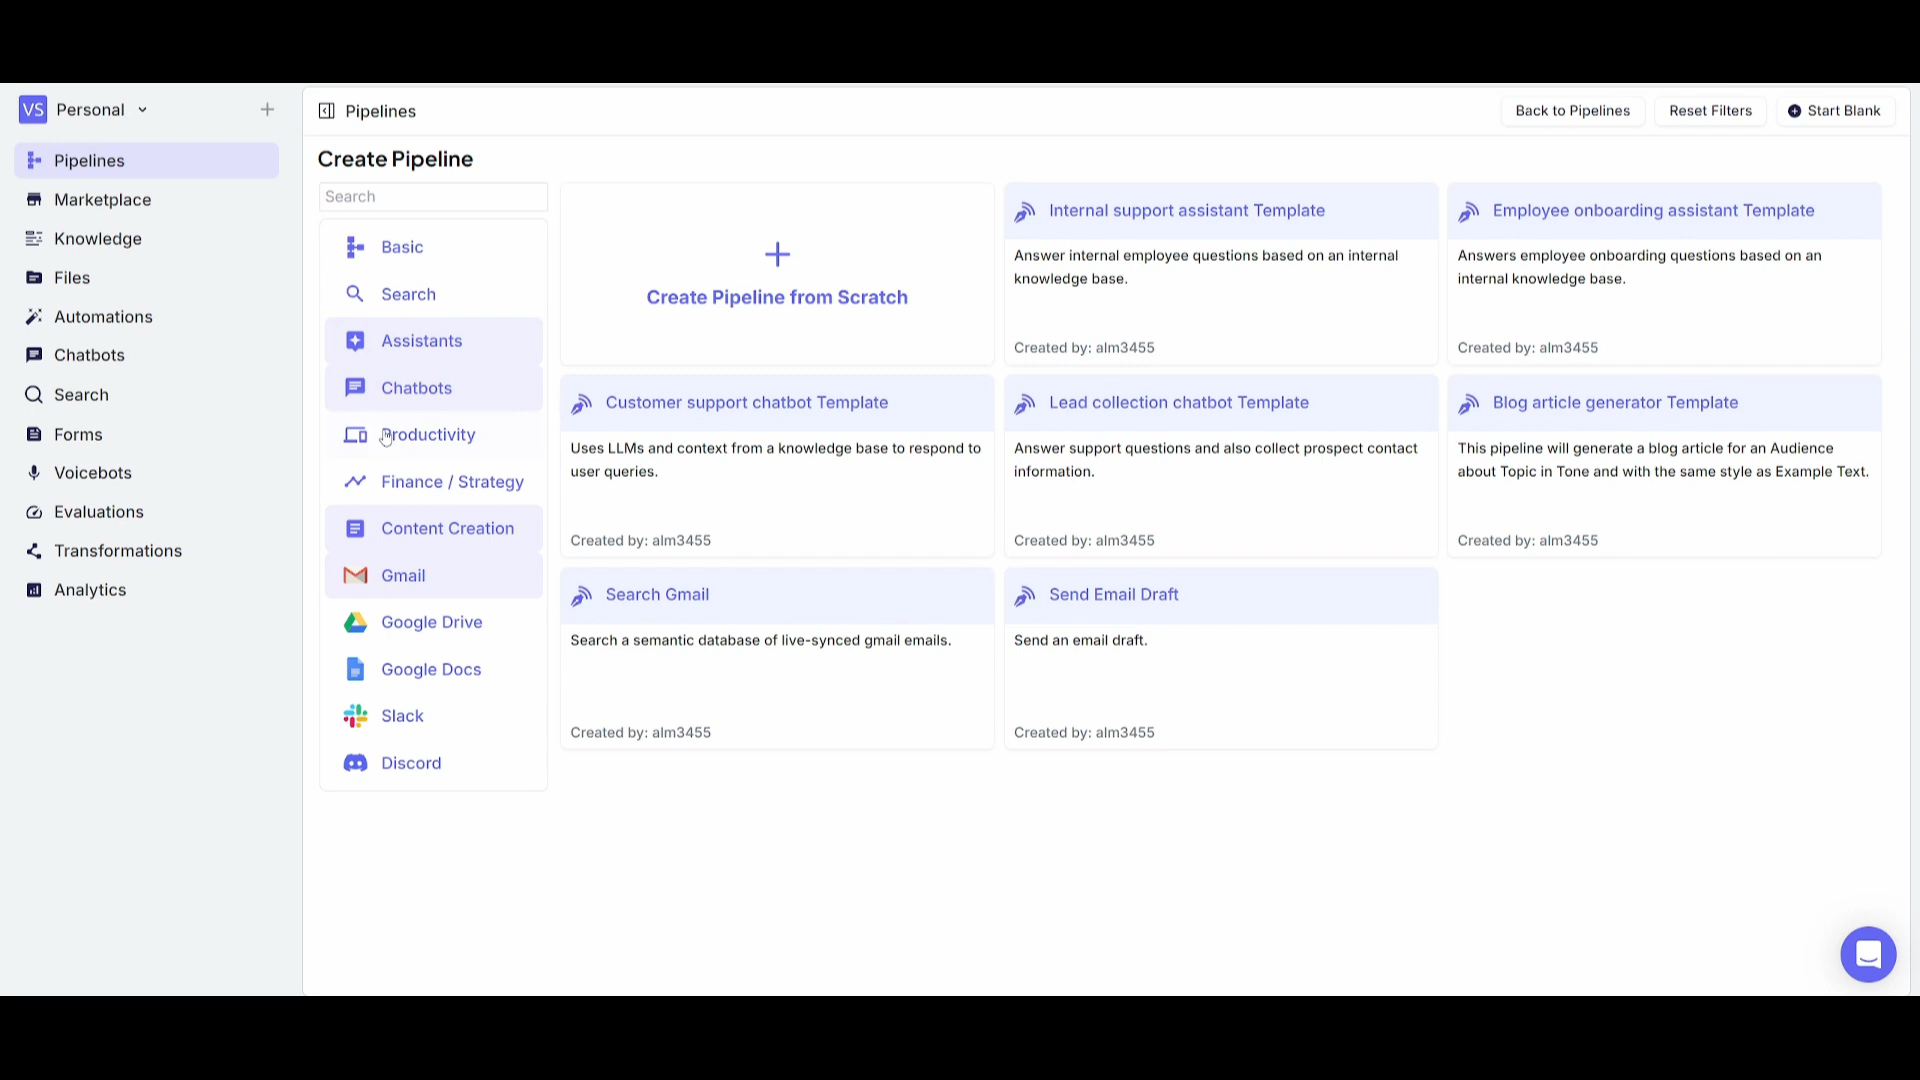 VS Personal
Pipelines
Marketplace
Knowledge
Files
Automations
Chatbots
Search
Forms
Voicebots
Evaluations
Transformations
Analytics
Pipelines
Back to Pipelines
Reset Filters
Start Blank
Create Pipeline
Search
Basic
Search
Assistants
Chatbots
Productivity
Finance / Strategy
Content Creation
Gmail
Google Drive
Google Docs
Slack
Discord
Create Pipeline from Scratch
Internal support assistant Template
Answer internal employee questions based on an internal
knowledge base.
Created by: alm3455
Employee onboarding assistant Template
Answers employee onboarding questions based on an
internal knowledge base.
Created by: alm3455
Customer support chatbot Template
Uses LLMs and context from a knowledge base to respond to
user queries.
Created by: alm3455
Lead collection chatbot Template
Answer support questions and also collect prospect contact
information.
Created by: alm3455
Blog article generator Template
This pipeline will generate a blog article for an Audience
about Topic in Tone and with the same style as Example Text.
Created by: alm3455
Search Gmail
Search a semantic database of live-synced gmail emails.
Created by: alm3455
Send Email Draft
Send an email draft.
Created by: alm3455